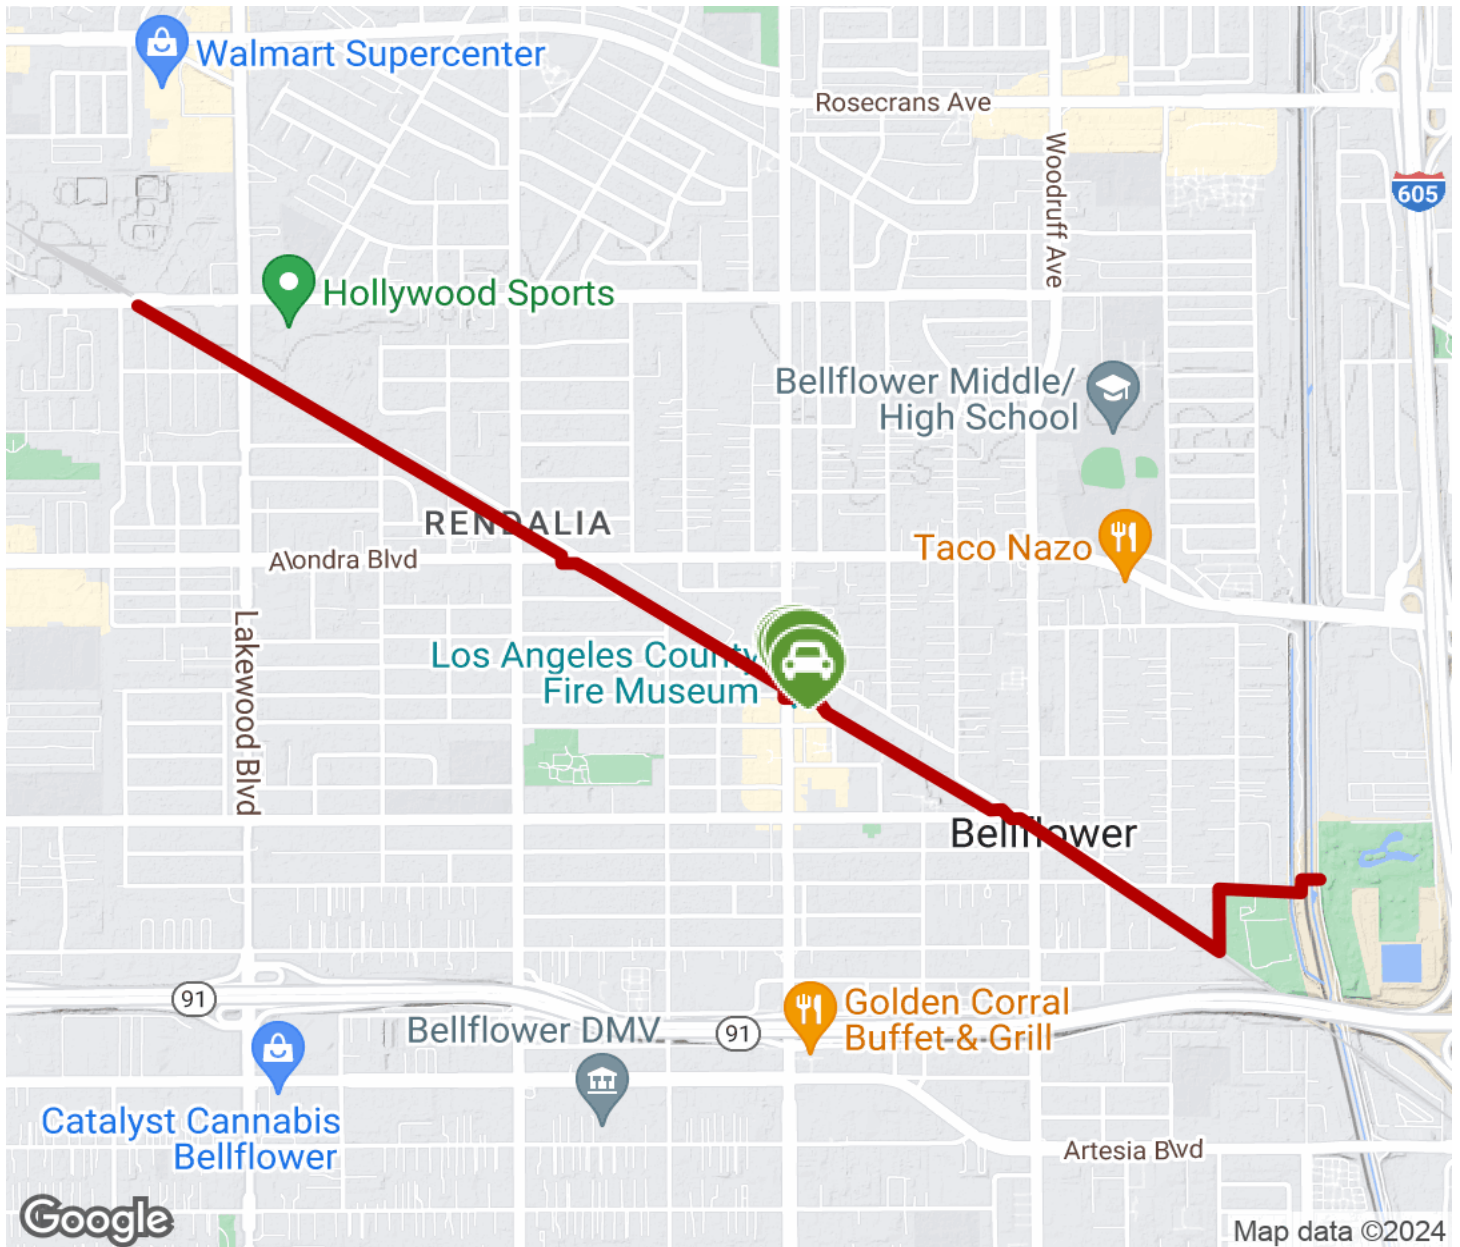 Walmart Supercenter
Rosecrans Ave
Woodruff Ave
605
Hollywood Sports
Bellflower Middle/
High School
RENDALIA
Alondra Blvd
Taco Nazo
Lakewood Blvd
Los Angeles County
Fire Museum
Bellflower
91
Golden Corral
Buffet & Grill
Bellflower DMV
91
Catalyst Cannabis
Bellflower
Artesia Blvd
Google
Map data ©2024